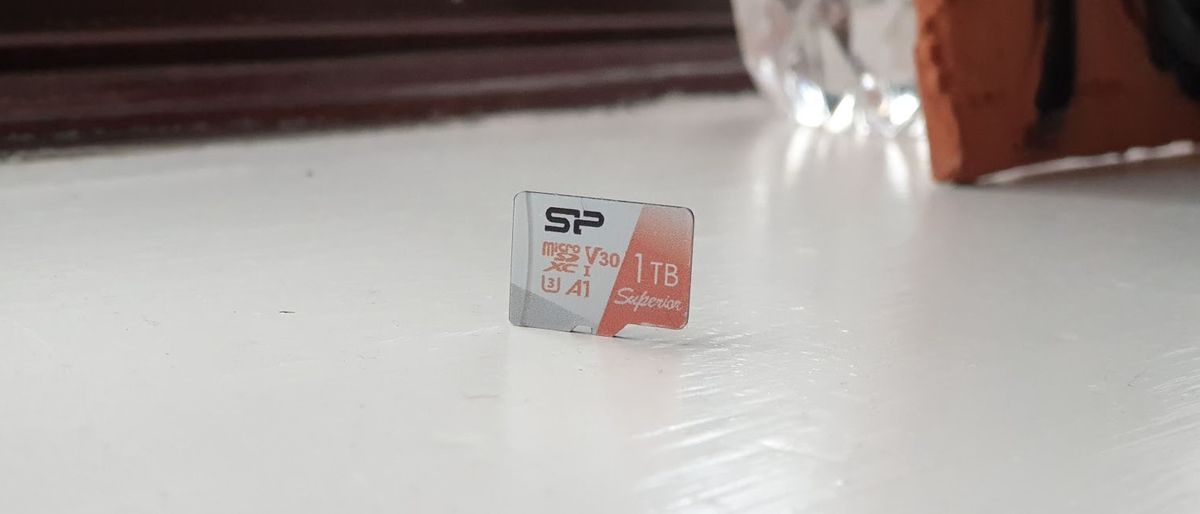 SP
micro SD XC I V30
U3 A1
1TB
Superior